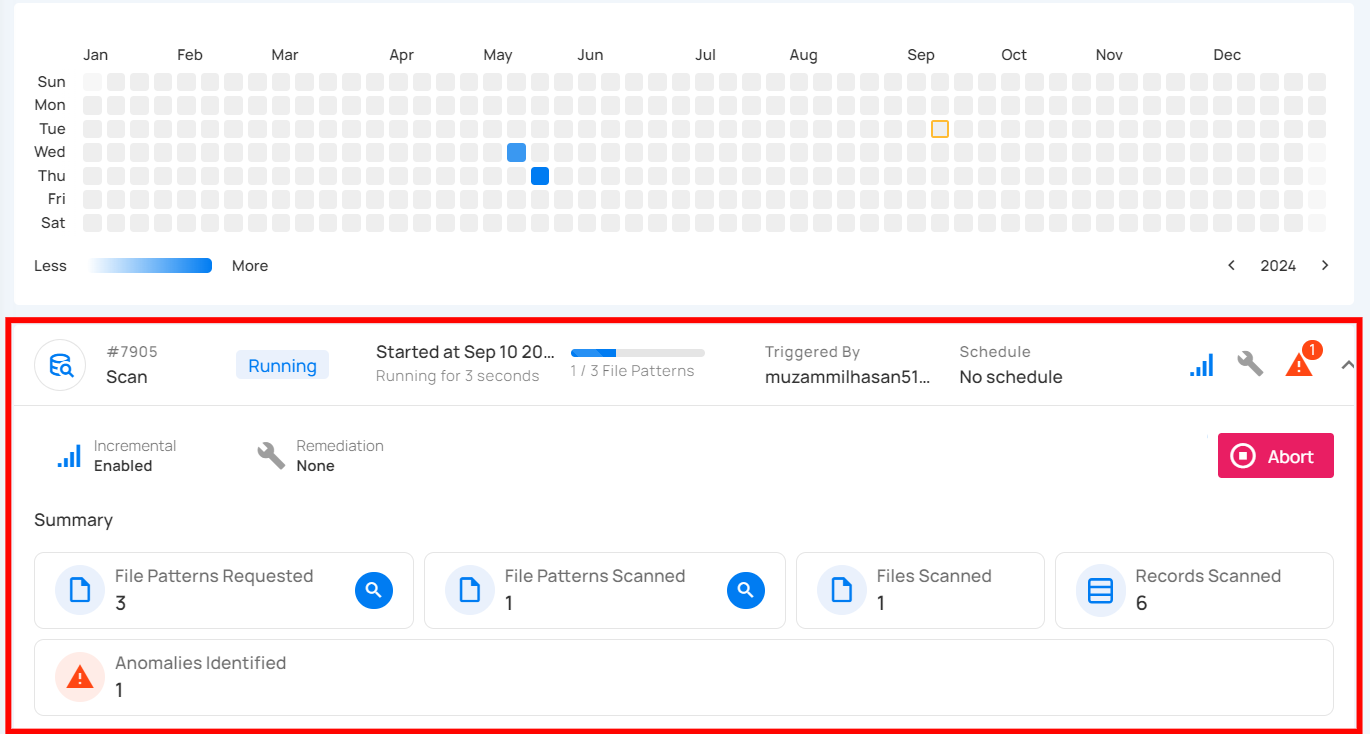 Jan Feb Mar Apr May Jun Jul Aug Sep Oct Nov Dec
Sun
Mon
Tue
Wed
Thu
Fri
Sat
Less More 2024
#7905
Scan
Running
Started at Sep 10 20...
Running for 3 seconds
1 / 3 File Patterns
Triggered By
muzammilhasan51...
Schedule
No schedule
1
Incremental
Enabled
Remediation
None
Abort
Summary
File Patterns Requested
3
File Patterns Scanned
1
Files Scanned
1
Records Scanned
6
Anomalies Identified
1